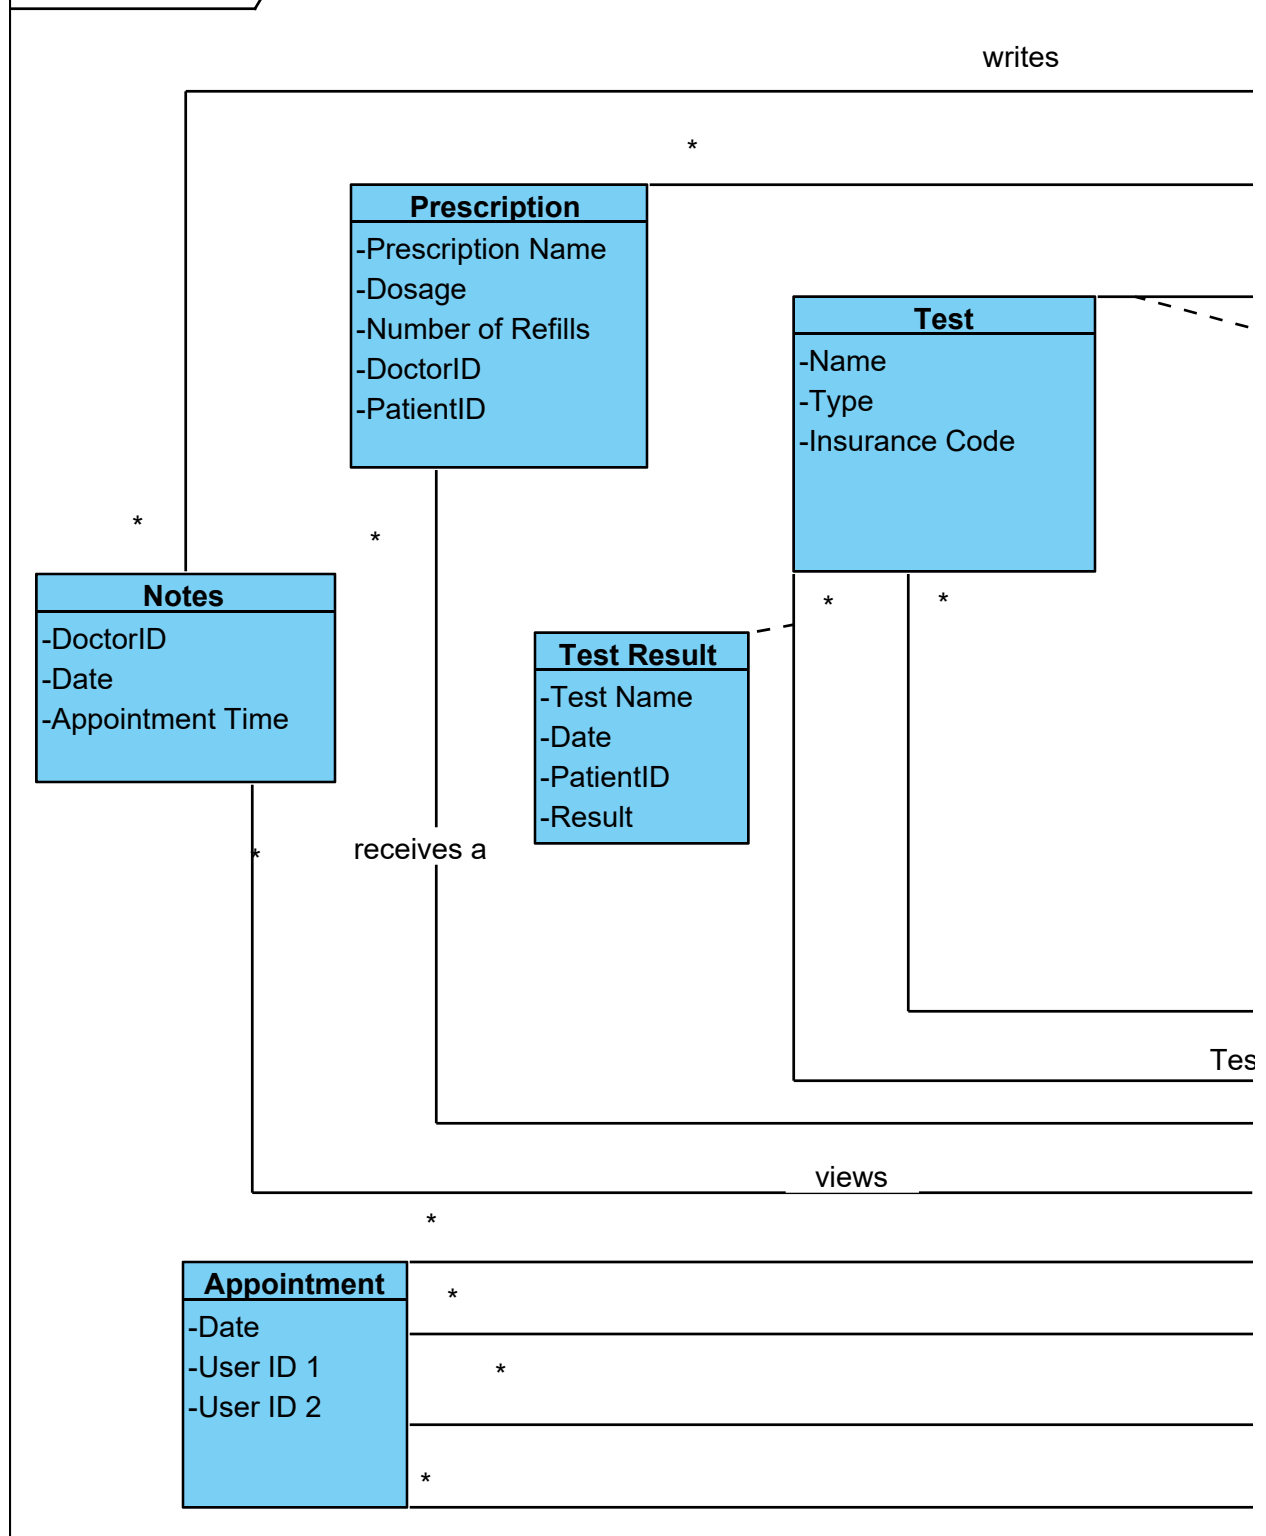 writes
*
Prescription
-Prescription Name
-Dosage
-Number of Refills
-DoctorID
-PatientID
Test
-Name
-Type
-Insurance Code
*
*
Notes
-DoctorID
-Date
-Appointment Time
*
*
Test Result
-Test Name
-Date
-PatientID
-Result
*
receives a
Tes
views
*
Appointment
-Date
-User ID 1
-User ID 2
*
*
*